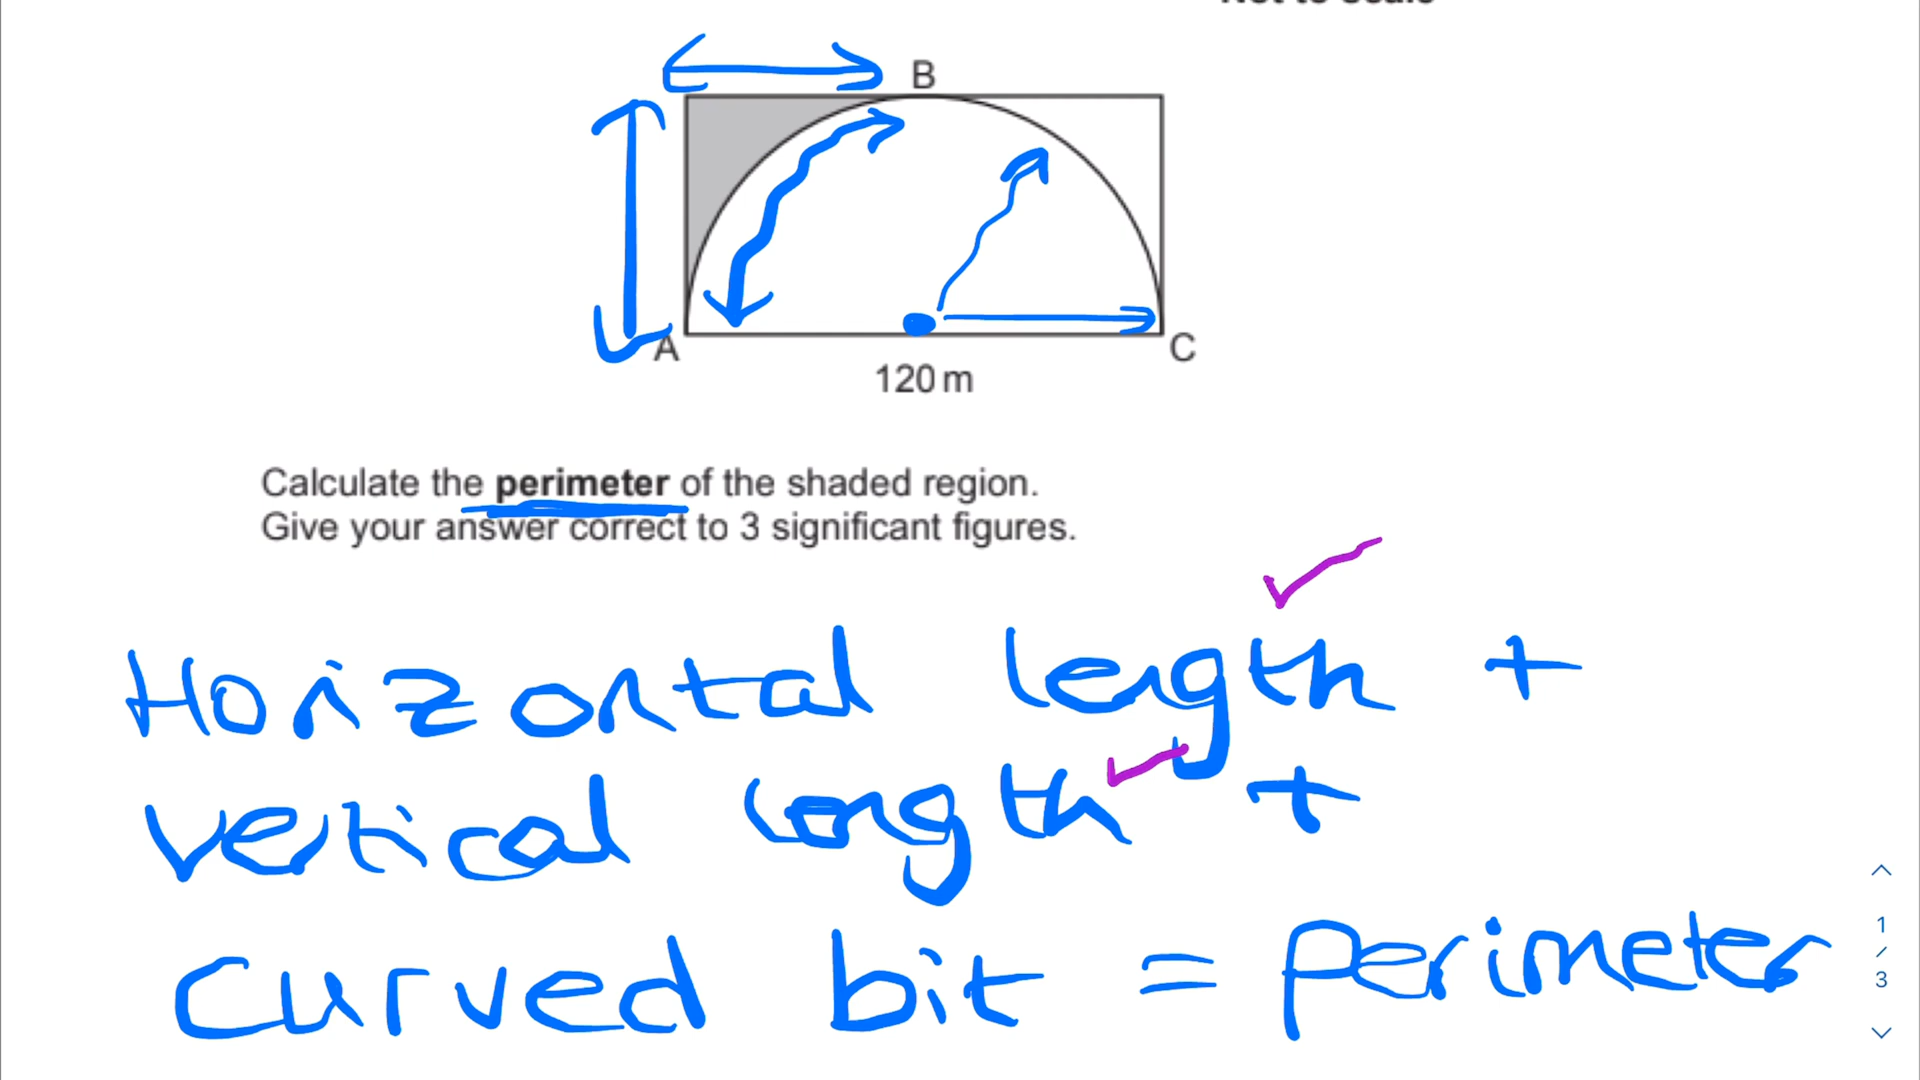 B
A
C
120 m
Calculate the perimeter of the shaded region.
Give your answer correct to 3 significant figures.
Horizontal length +
vertical length +
curved bit = perimeter
1
/
3